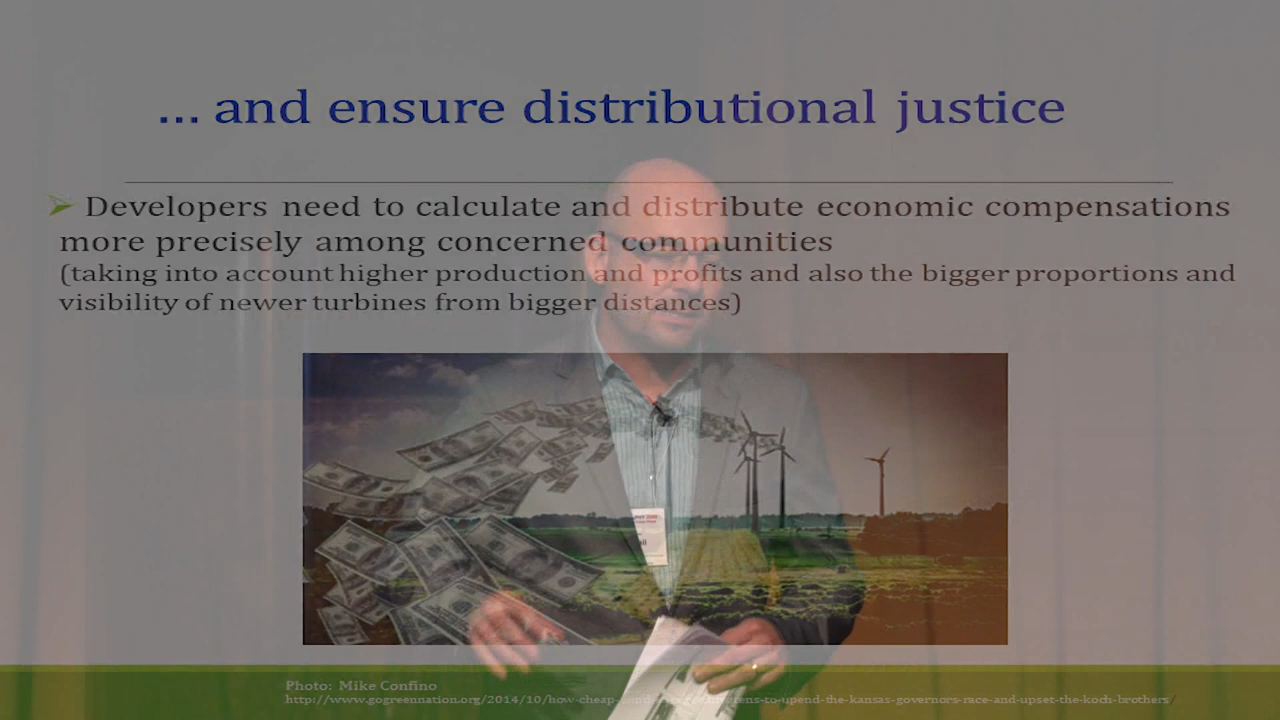 ... and ensure distributional justice
Developers need to calculate and distribute economic compensations
more precisely among concerned communities
(taking into account higher production and profits and also the bigger proportions and
visibility of newer turbines from bigger distances)
Photo: Mike Confino
http://www.gogreennation.org/2014/10/how-cheap- to-upend-the-kansas-governors-race-and-upset-the-koch-brothers